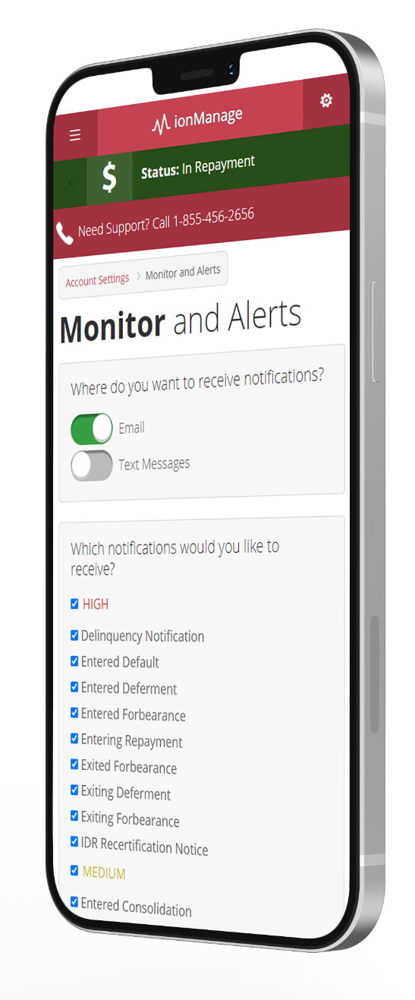 ionManage
X
$
Status: In Repayment
Need Support? Call 1-855-456-2656
Account Settings > Monitor and Alerts
Monitor and Alerts
Where do you want to receive notifications?
Email
Text Messages
Which notifications would you like to
receive?
HIGH
Delinquency Notification
Entered Default
Entered Deferment
Entered Forbearance
Entering Repayment
Exited Forbearance
Exiting Deferment
Exiting Forbearance
IDR Recertification Notice
MEDIUM
Entered Consolidation